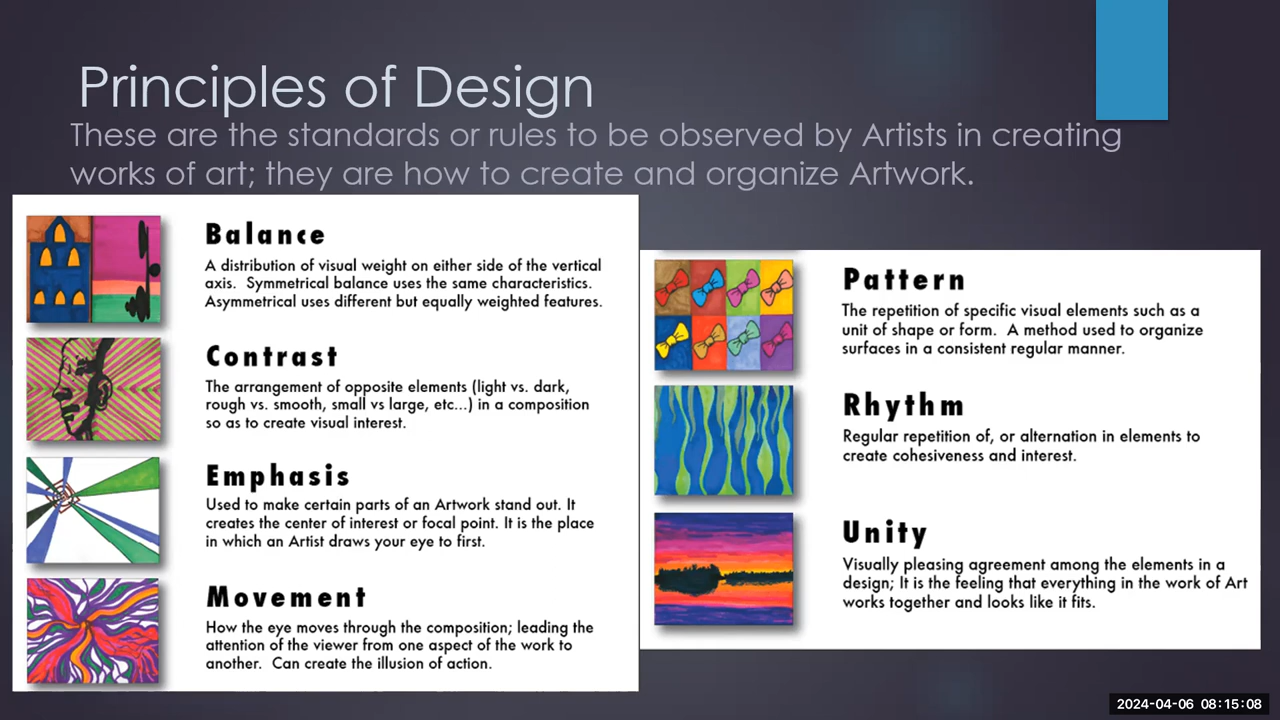 Principles of Design
These are the standards or rules to be observed by Artists in creating
works of art; they are how to create and organize Artwork.
Balance
A distribution of visual weight on either side of the vertical
axis.  Symmetrical balance uses the same characteristics.
Asymmetrical uses different but equally weighted features.
Contrast
The arrangement of opposite elements (light vs. dark,
rough vs. smooth, small vs large, etc...) in a composition
so as to create visual interest.
Emphasis
Used to make certain parts of an Artwork stand out. It
creates the center of interest or focal point. It is the place
in which an Artist draws your eye to first.
Movement
How the eye moves through the composition; leading the
attention of the viewer from one aspect of the work to
another.  Can create the illusion of action.
Pattern
The repetition of specific visual elements such as a
unit of shape or form.  A method used to organize
surfaces in a consistent regular manner.
Rhythm
Regular repetition of, or alternation in elements to
create cohesiveness and interest.
Unity
Visually pleasing agreement among the elements in a
design; It is the feeling that everything in the work of Art
works together and looks like it fits.
2024-04-06 08:15:08